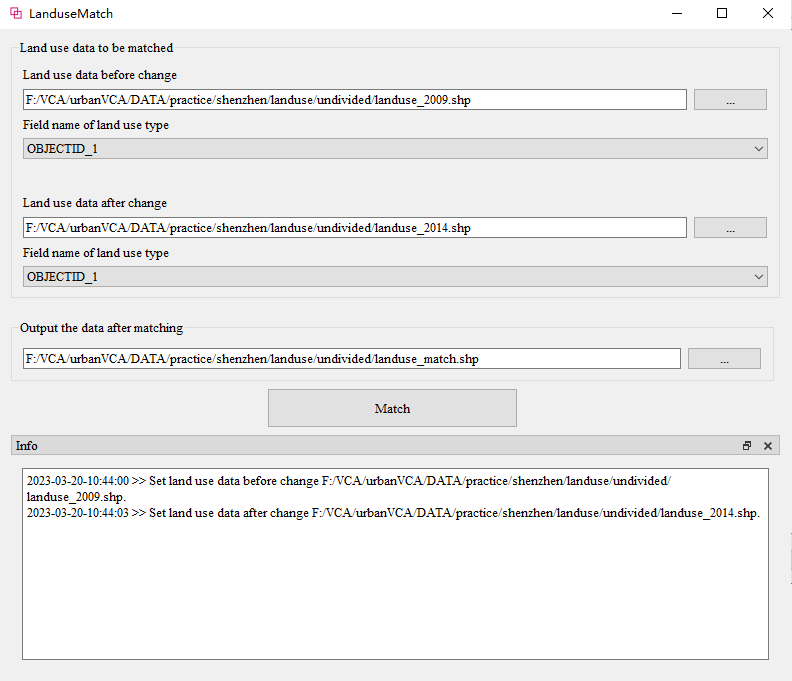 LanduseMatch
Land use data to be matched
Land use data before change
F:/VCA/urbanVCA/DATA/practice/shenzhen/landuse/undivided/landuse_2009.shp
...
Field name of land use type
OBJECTID_1
Land use data after change
F:/VCA/urbanVCA/DATA/practice/shenzhen/landuse/undivided/landuse_2014.shp
...
Field name of land use type
OBJECTID_1
Output the data after matching
F:/VCA/urbanVCA/DATA/practice/shenzhen/landuse/undivided/landuse_match.shp
...
Match
Info
2023-03-20-10:44:00 >> Set land use data before change F:/VCA/urbanVCA/DATA/practice/shenzhen/landuse/undivided/
landuse_2009.shp.
2023-03-20-10:44:03 >> Set land use data after change F:/VCA/urbanVCA/DATA/practice/shenzhen/landuse/undivided/landuse_2014.shp.